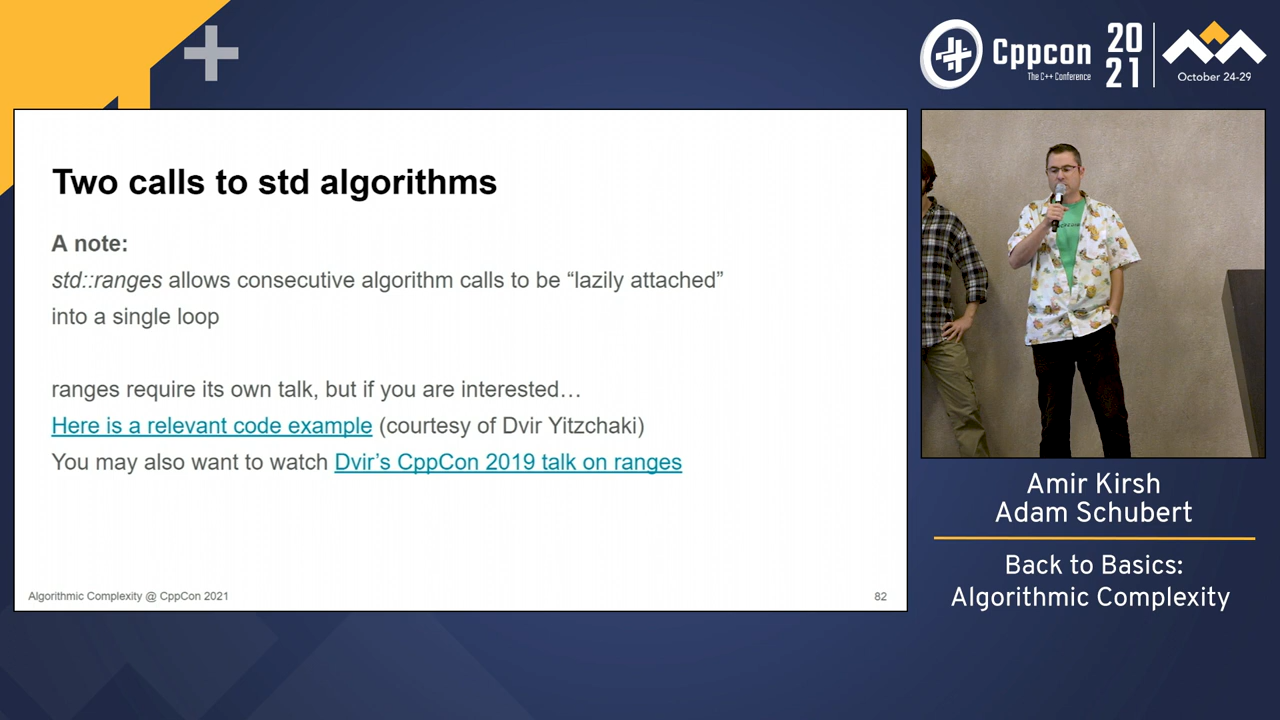 Cppcon
The C++ Conference
20
21
October 24-29
Two calls to std algorithms
A note:
std::ranges allows consecutive algorithm calls to be “lazily attached”
into a single loop
ranges require its own talk, but if you are interested…
Here is a relevant code example (courtesy of Dvir Yitzchaki)
You may also want to watch Dvir’s CppCon 2019 talk on ranges
Algorithmic Complexity @ CppCon 2021
82
Amir Kirsh
Adam Schubert
Back to Basics:
Algorithmic Complexity